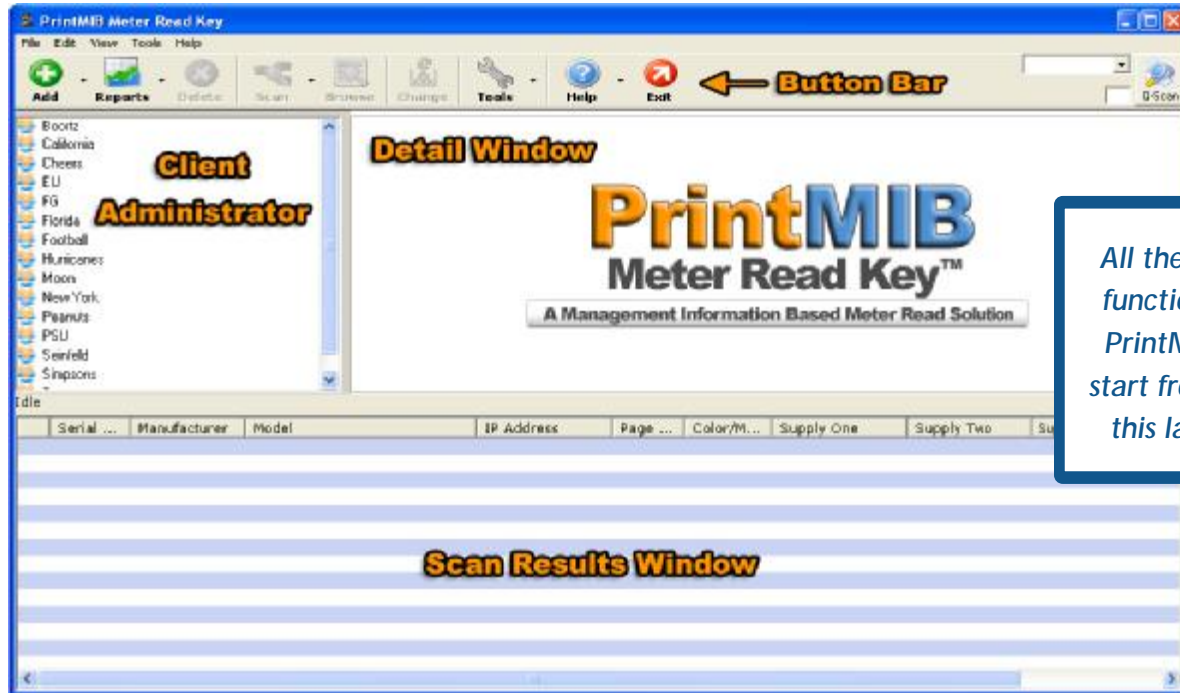 PrintMIB Meter Read Key
File Edit View Tools Help
Add Reports Delete Scan Browse Change Tools Help Exit Button Bar Q-Scan
Boortz
California
Cheers
EU
FG
Florida
Football
Hurricanes
Moon
New York
Peanuts
PSU
Seinfeld
Simpsons
Client
Administrator
Detail Window
PrintMIB
Meter Read Key™
A Management Information Based Meter Read Solution
All the
functio
PrintM
start fr
this la
Idle
Serial ... Manufacturer Model IP Address Page ... Color/M... Supply One Supply Two Su
Scan Results Window